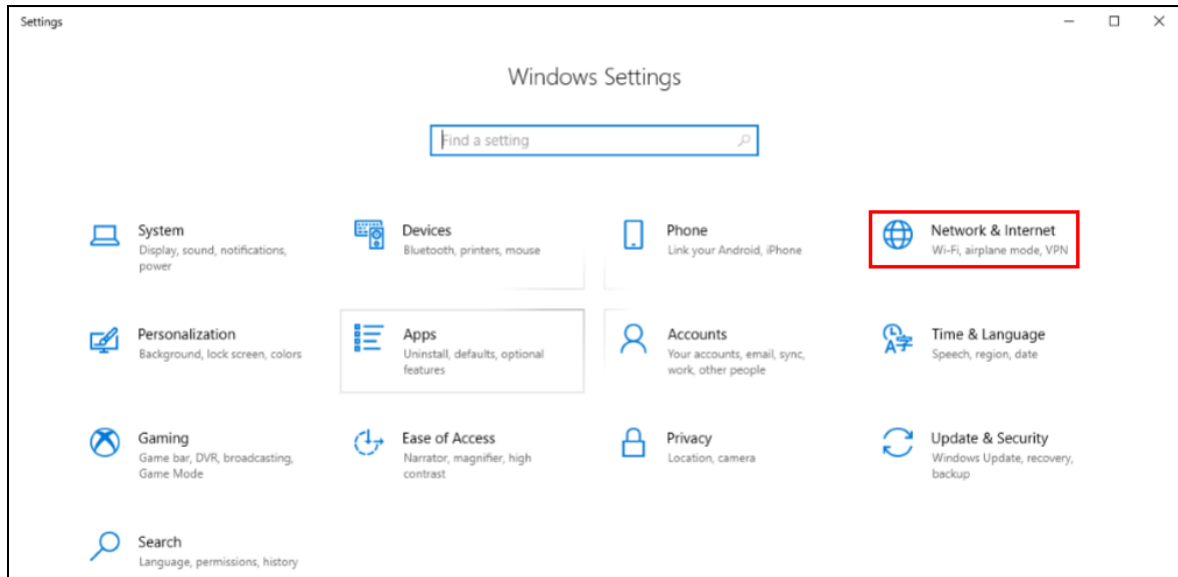 Settings
Windows Settings
Find a setting
System
Display, sound, notifications,
power
Devices
Bluetooth, printers, mouse
Phone
Link your Android, iPhone
Network & Internet
Wi-Fi, airplane mode, VPN
Personalization
Background, lock screen, colors
Apps
Uninstall, defaults, optional
features
Accounts
Your accounts, email, sync,
work, other people
Time & Language
Speech, region, date
Gaming
Game bar, DVR, broadcasting,
Game Mode
Ease of Access
Narrator, magnifier, high
contrast
Privacy
Location, camera
Update & Security
Windows Update, recovery,
backup
Search
Language, permissions, history